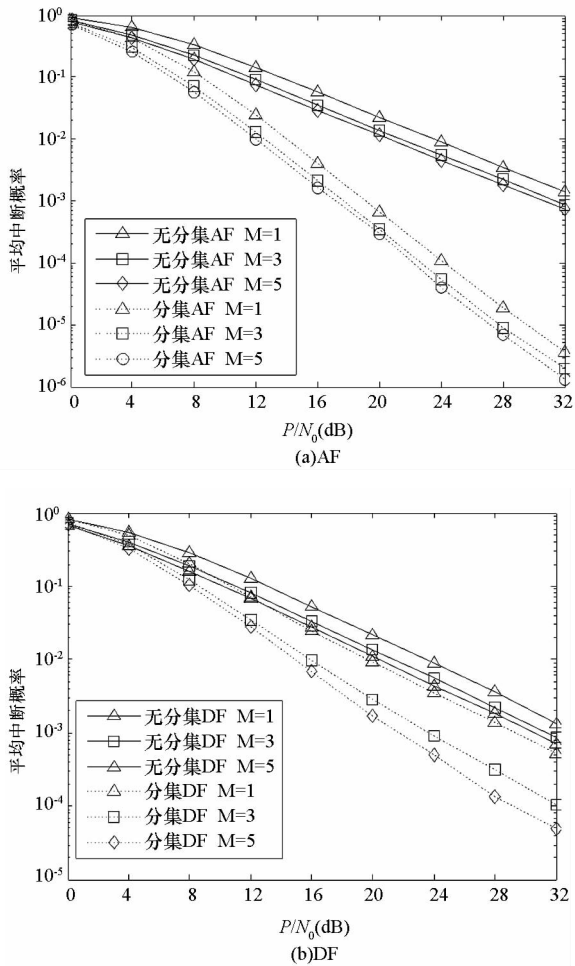 10^0
10^-1
10^-2
10^-3
10^-4
10^-5
10^-6
平均中断概率
无分集AF M=1
无分集AF M=3
无分集AF M=5
分集AF M=1
分集AF M=3
分集AF M=5
0 4 8 12 16 20 24 28 32
P/N0(dB)
(a)AF
10^0
10^-1
10^-2
10^-3
10^-4
10^-5
平均中断概率
无分集DF M=1
无分集DF M=3
无分集DF M=5
分集DF M=1
分集DF M=3
分集DF M=5
0 4 8 12 16 20 24 28 32
P/N0(dB)
(b)DF